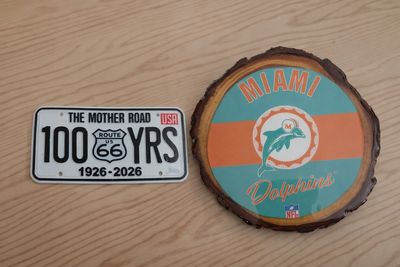 THE MOTHER ROAD USA
100 ROUTE US 66 YRS
1926-2026
MIAMI
M
Dolphins
NFL